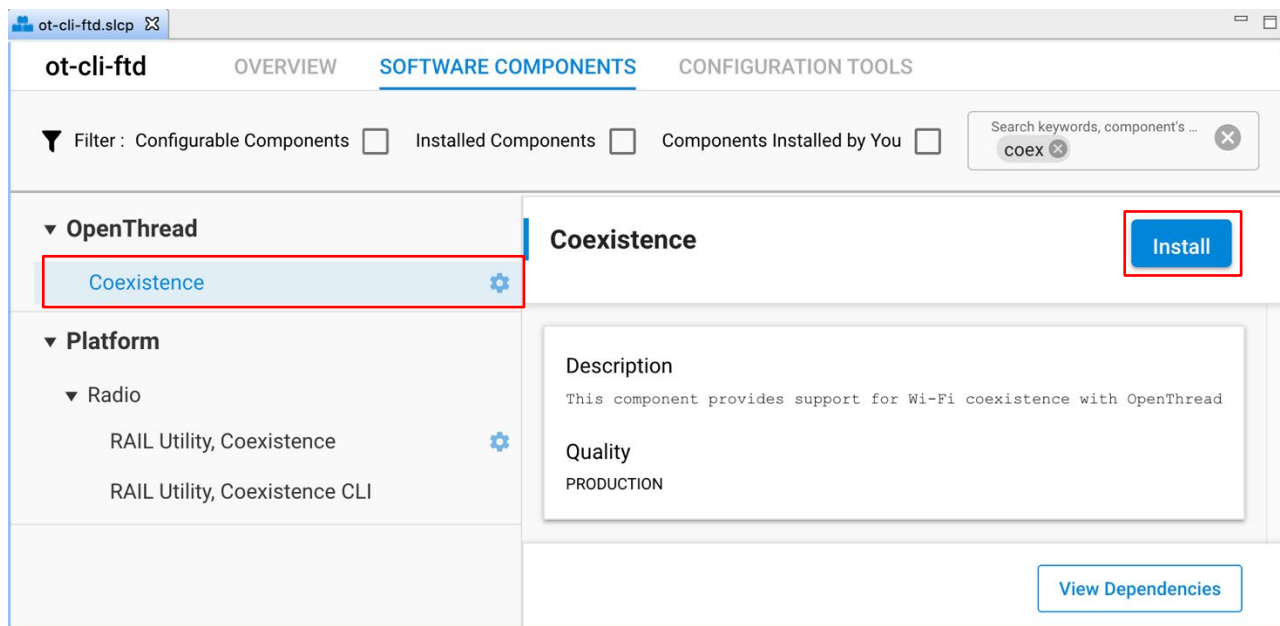 ot-cli-ftd.slcp
ot-cli-ftd OVERVIEW SOFTWARE COMPONENTS CONFIGURATION TOOLS
Filter : Configurable Components Installed Components Components Installed by You
Search keywords, component's ...
coex
OpenThread
Coexistence
Platform
Radio
RAIL Utility, Coexistence
RAIL Utility, Coexistence CLI
Coexistence
Install
Description
This component provides support for Wi-Fi coexistence with OpenThread
Quality
PRODUCTION
View Dependencies